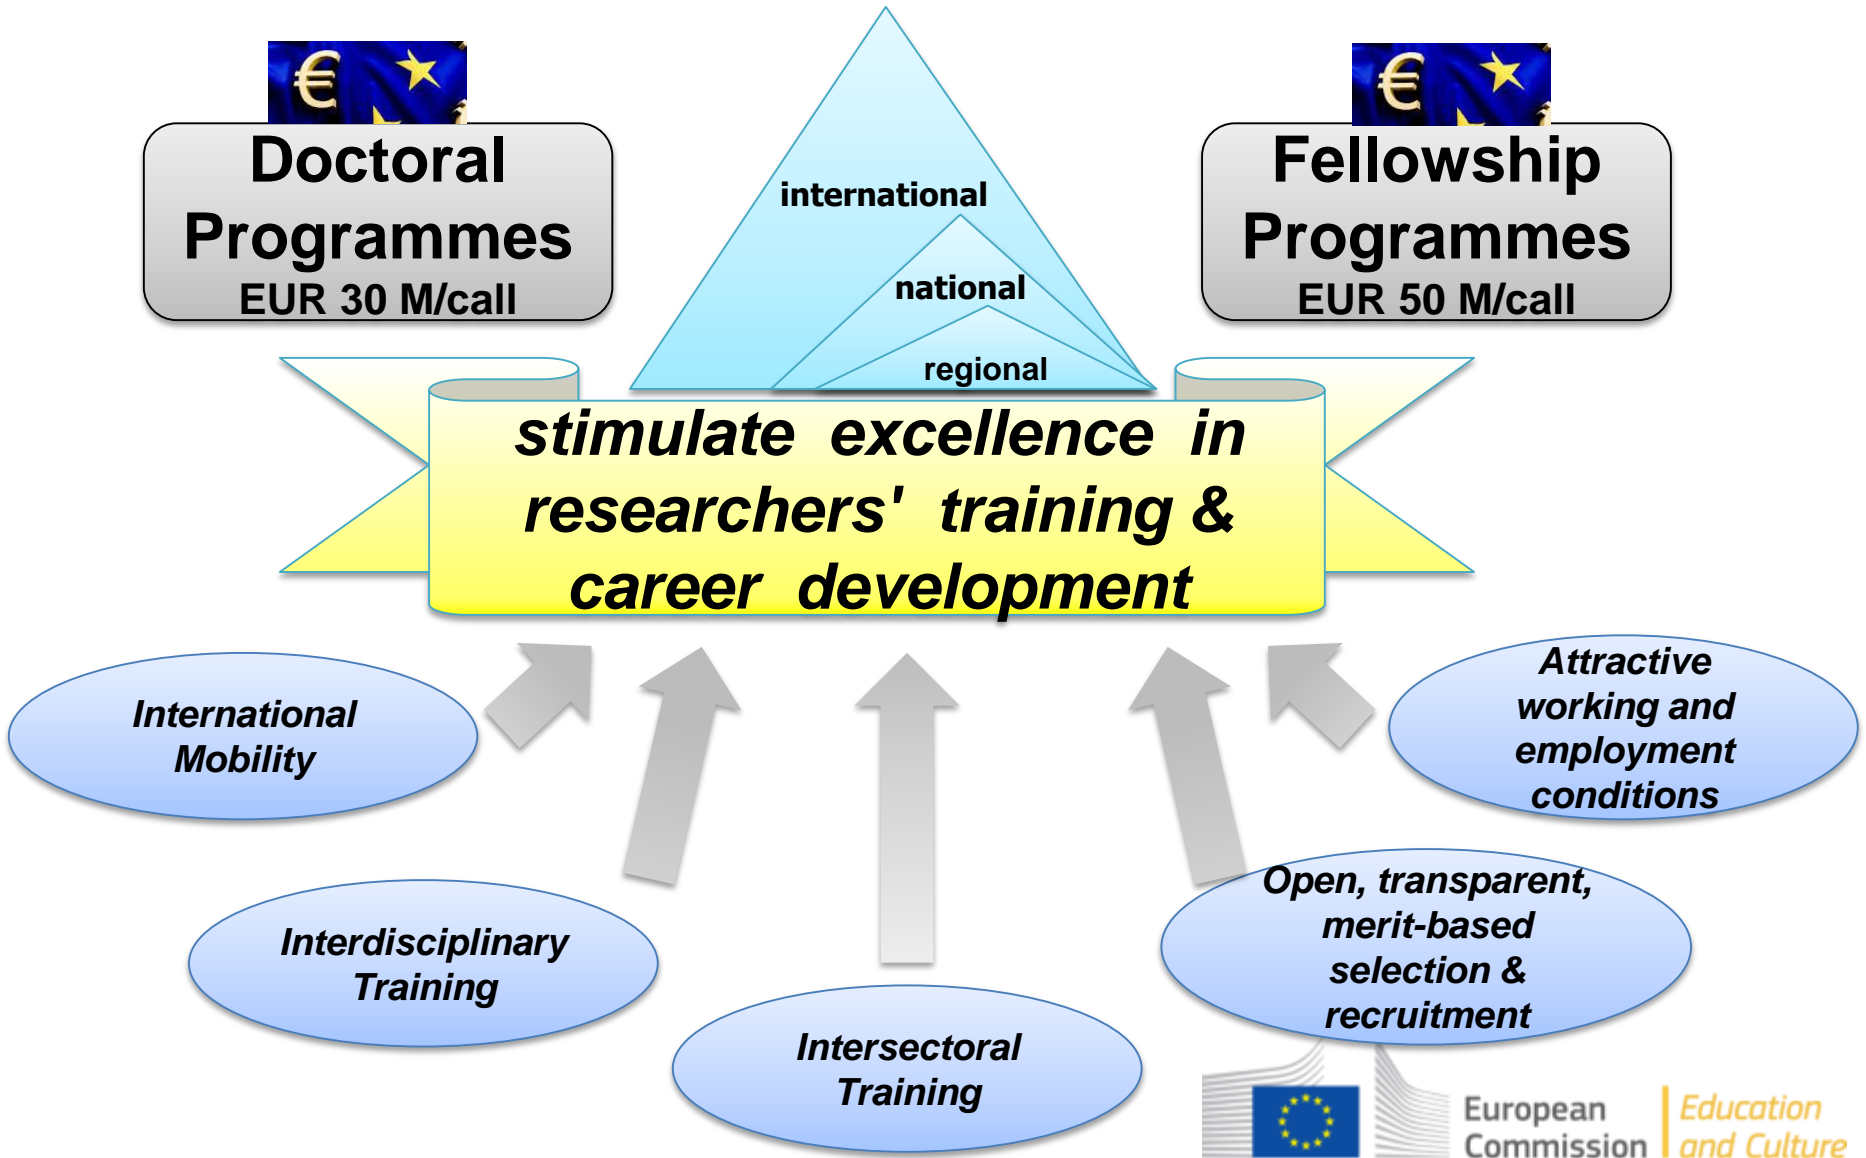 €
€
Doctoral
Programmes
EUR 30 M/call
international
national
regional
Fellowship
Programmes
EUR 50 M/call
stimulate excellence in
researchers' training &
career development
International
Mobility
Interdisciplinary
Training
Intersectoral
Training
Open, transparent,
merit-based
selection &
recruitment
Attractive
working and
employment
conditions
European
Commission
Education
and Culture